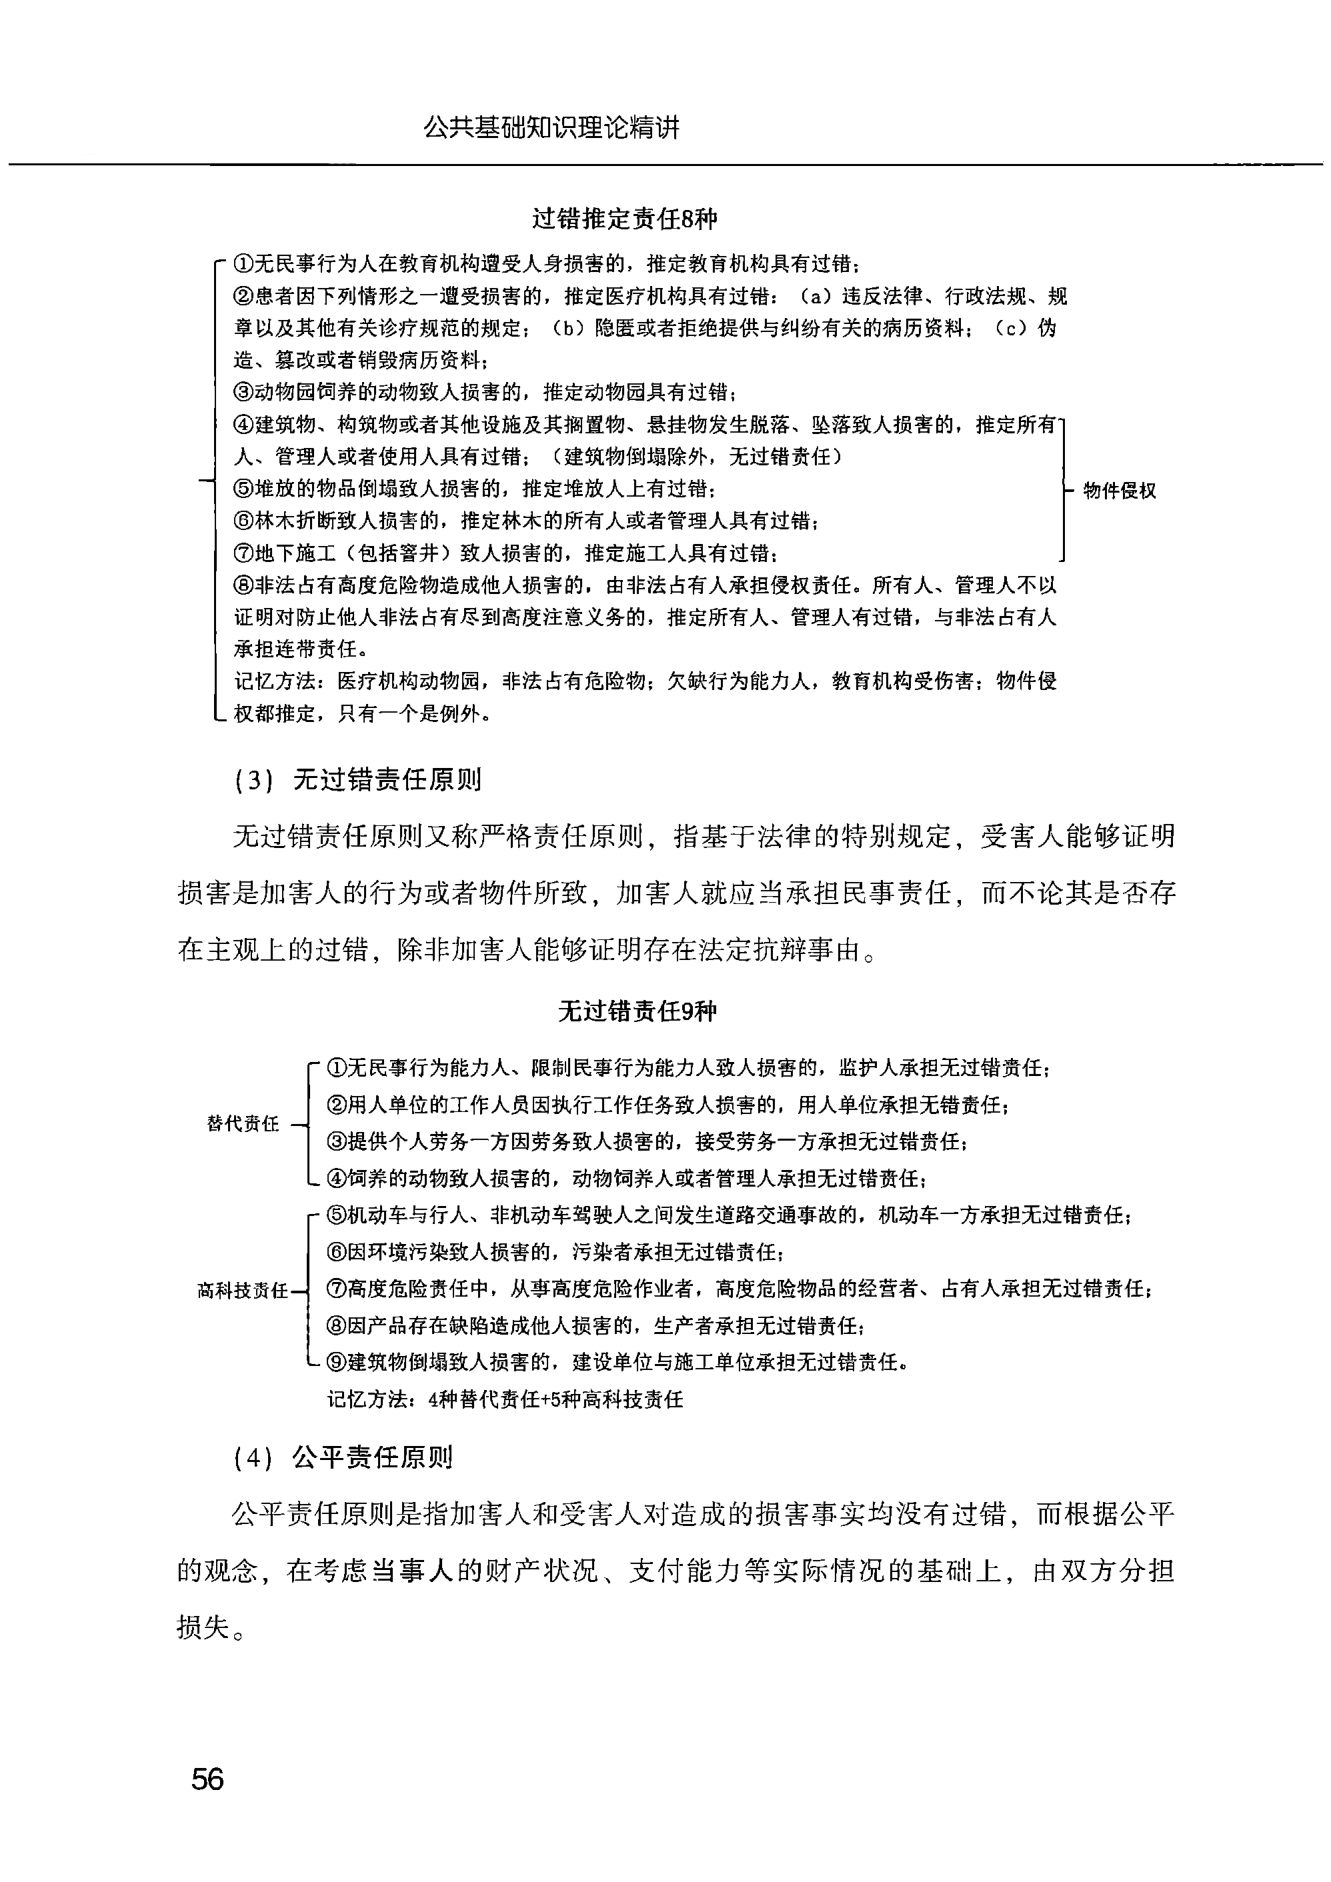 公共基础知识理论精讲
过错推定责任8种
①无民事行为人在教育机构遭受人身损害的，推定教育机构具有过错；
②患者因下列情形之一遭受损害的，推定医疗机构具有过错：（a）违反法律、行政法规、规
章以及其他有关诊疗规范的规定；（b）隐匿或者拒绝提供与纠纷有关的病历资料；（c）伪
造、篡改或者销毁病历资料；
③动物园饲养的动物致人损害的，推定动物园具有过错；
④建筑物、构筑物或者其他设施及其搁置物、悬挂物发生脱落、坠落致人损害的，推定所有
人、管理人或者使用人具有过错；（建筑物倒塌除外，无过错责任）
⑤堆放的物品倒塌致人损害的，推定堆放人上有过错；
物件侵权
⑥林木折断致人损害的，推定林木的所有人或者管理人具有过错；
⑦地下施工（包括窨井）致人损害的，推定施工人具有过错；
⑧非法占有高度危险物造成他人损害的，由非法占有人承担侵权责任。所有人、管理人不以
证明对防止他人非法占有尽到高度注意义务的，推定所有人、管理人有过错，与非法占有人
承担连带责任。
记忆方法：医疗机构动物园，非法占有危险物；欠缺行为能力人，教育机构受伤害；物件侵
权都推定，只有一个是例外。
(3) 无过错责任原则
无过错责任原则又称严格责任原则，指基于法律的特别规定，受害人能够证明
损害是加害人的行为或者物件所致，加害人就应当承担民事责任，而不论其是否存
在主观上的过错，除非加害人能够证明存在法定抗辩事由。
无过错责任9种
①无民事行为能力人、限制民事行为能力人致人损害的，监护人承担无过错责任；
②用人单位的工作人员因执行工作任务致人损害的，用人单位承担无错责任；
替代责任
③提供个人劳务一方因劳务致人损害的，接受劳务一方承担无过错责任；
④饲养的动物致人损害的，动物饲养人或者管理人承担无过错责任；
⑤机动车与行人、非机动车驾驶人之间发生道路交通事故的，机动车一方承担无过错责任；
⑥因环境污染致人损害的，污染者承担无过错责任；
高科技责任
⑦高度危险责任中，从事高度危险作业者，高度危险物品的经营者、占有人承担无过错责任；
⑧因产品存在缺陷造成他人损害的，生产者承担无过错责任；
⑨建筑物倒塌致人损害的，建设单位与施工单位承担无过错责任。
记忆方法：4种替代责任+5种高科技责任
(4) 公平责任原则
公平责任原则是指加害人和受害人对造成的损害事实均没有过错，而根据公平
的观念，在考虑当事人的财产状况、支付能力等实际情况的基础上，由双方分担
损失。
56